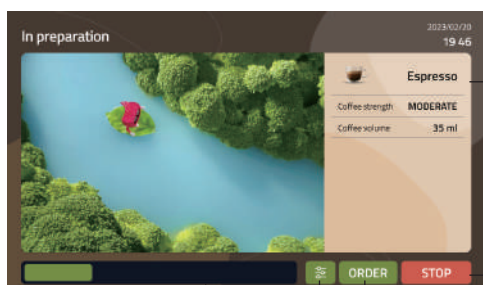 In preparation
2023/02/20
19 46
Espresso
Coffee strength MODERATE
Coffee volume 35 ml
ORDER
STOP